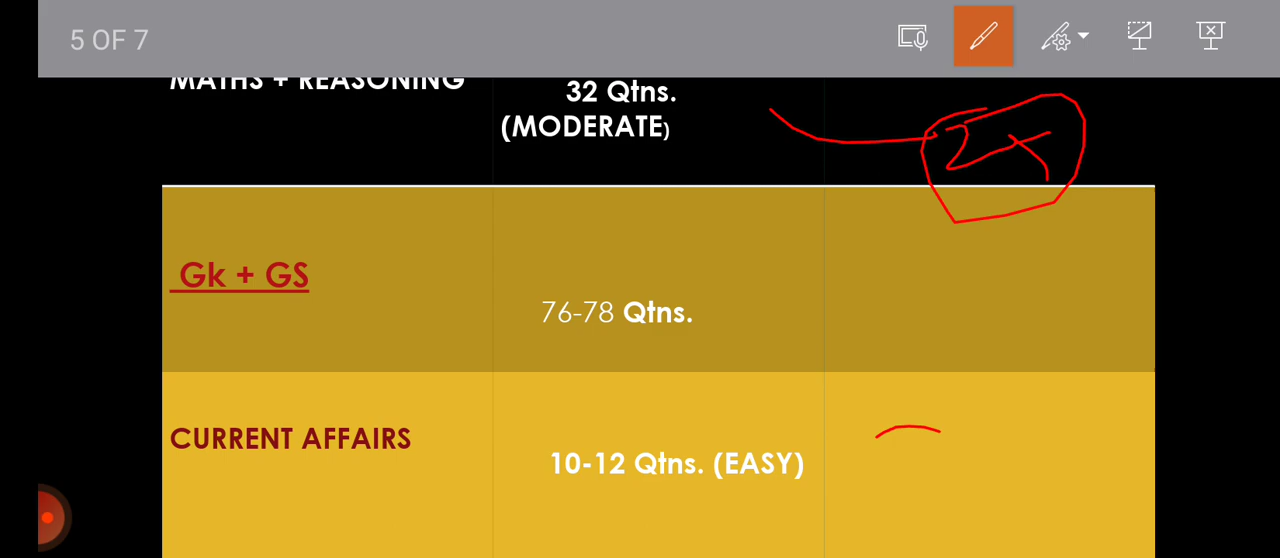 5 OF 7
MATHS + REASONING
32 Qtns.
(MODERATE)
Gk + GS
76-78 Qtns.
CURRENT AFFAIRS
10-12 Qtns. (EASY)